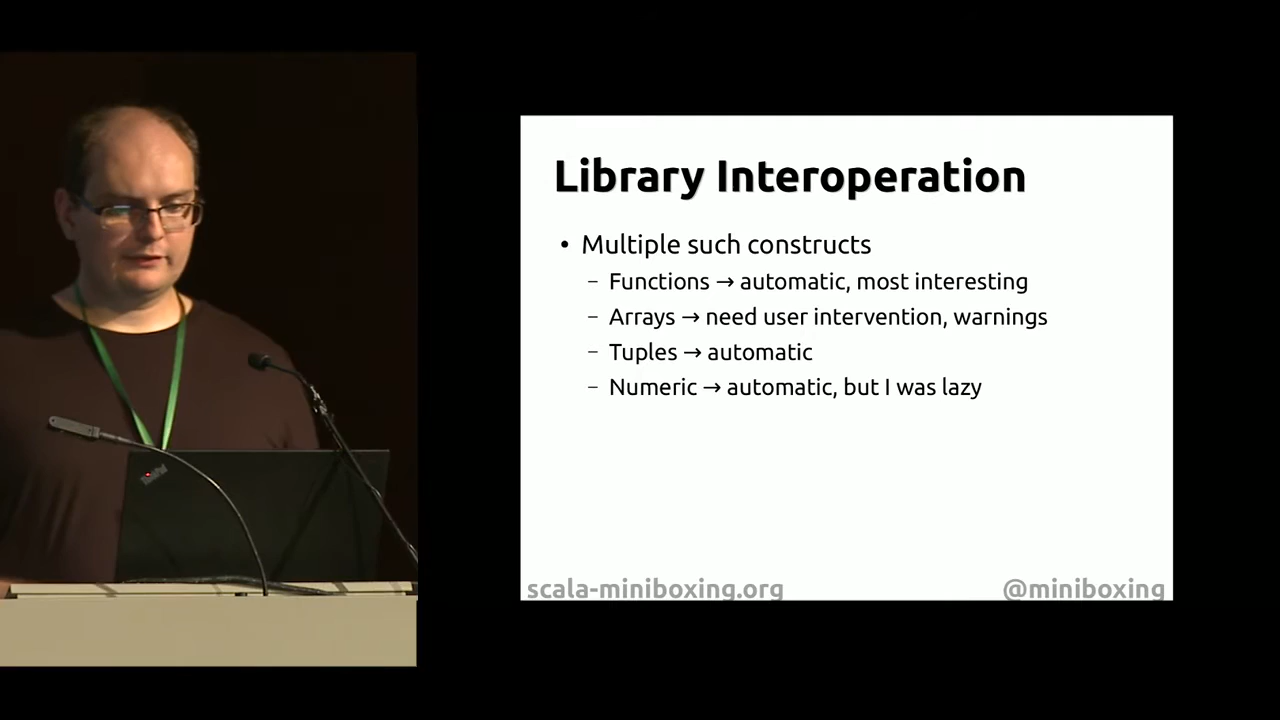 Library Interoperation
• Multiple such constructs
– Functions → automatic, most interesting
– Arrays → need user intervention, warnings
– Tuples → automatic
– Numeric → automatic, but I was lazy
scala-miniboxing.org
@miniboxing